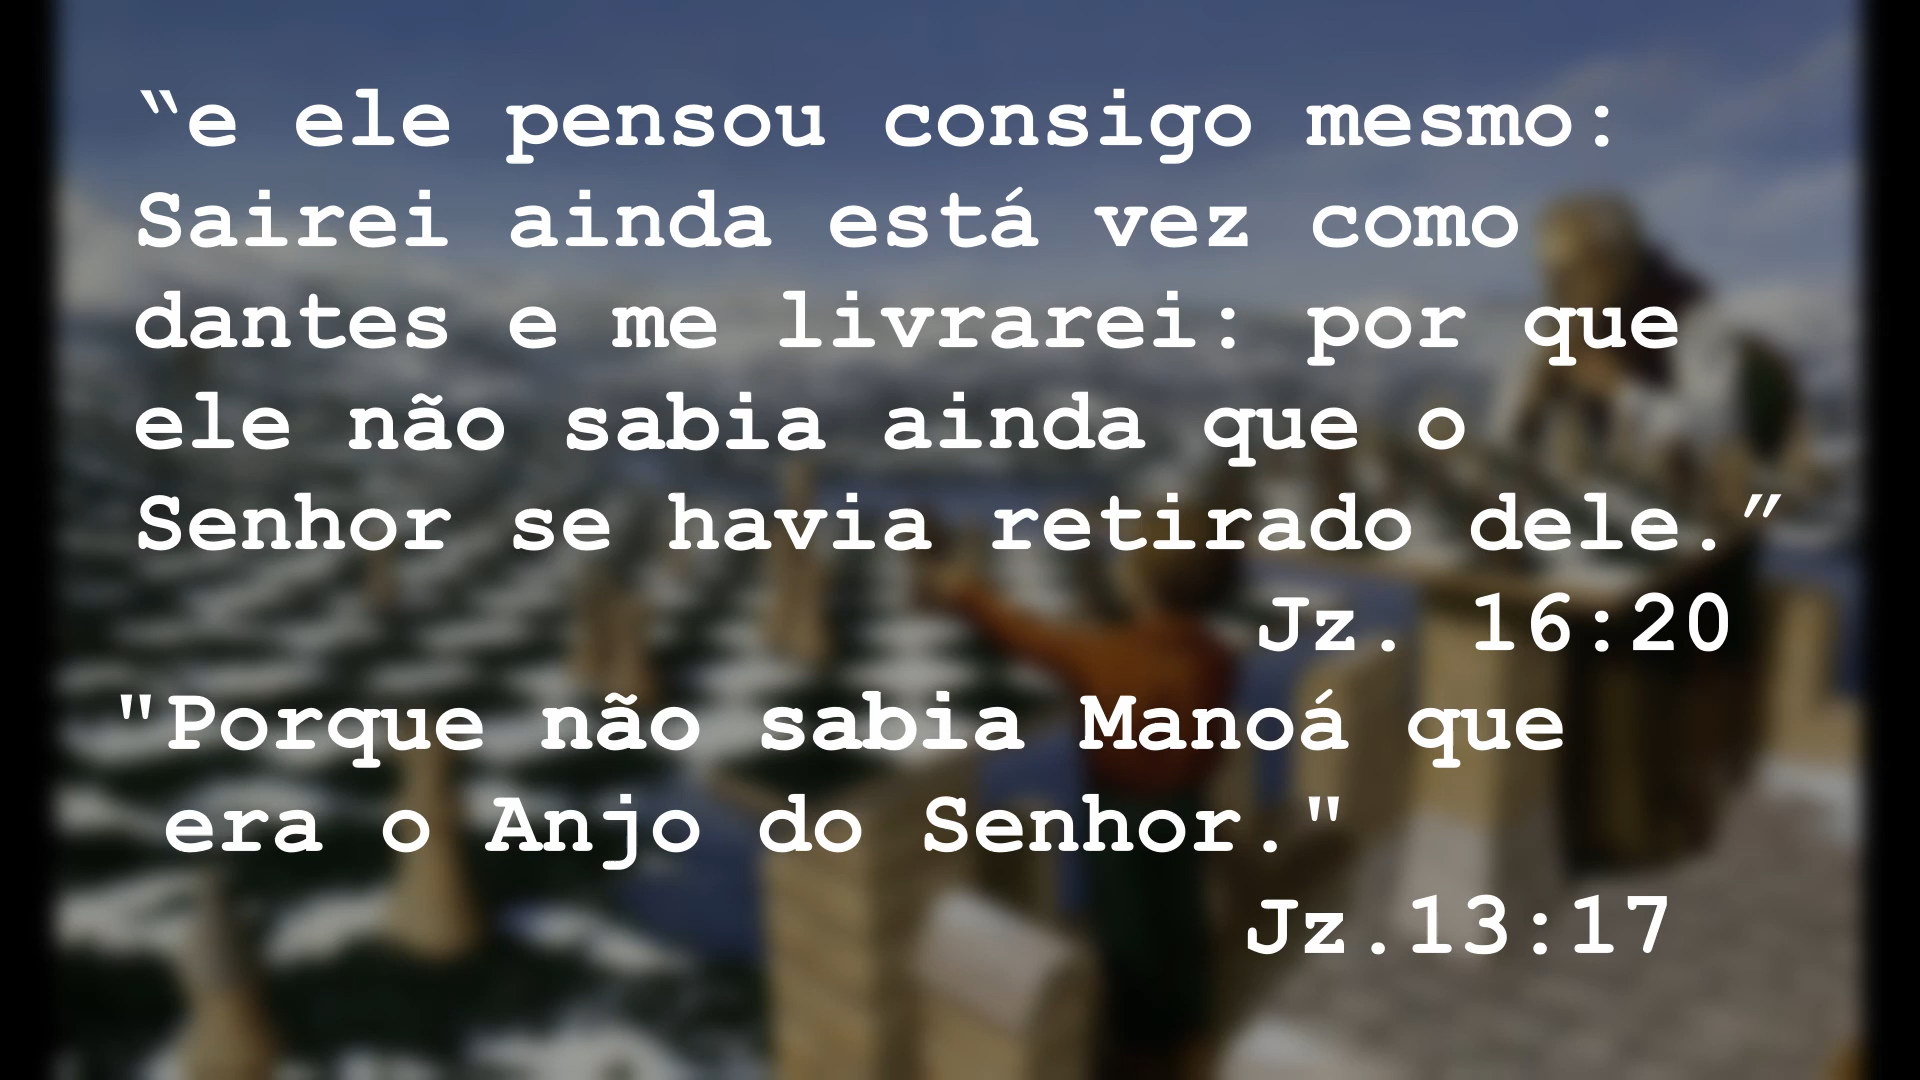 “e ele pensou consigo mesmo:
Sairei ainda está vez como
dantes e me livrarei: por que
ele não sabia ainda que o
Senhor se havia retirado dele.”
Jz. 16:20
"Porque não sabia Manoá que
era o Anjo do Senhor."
Jz.13:17